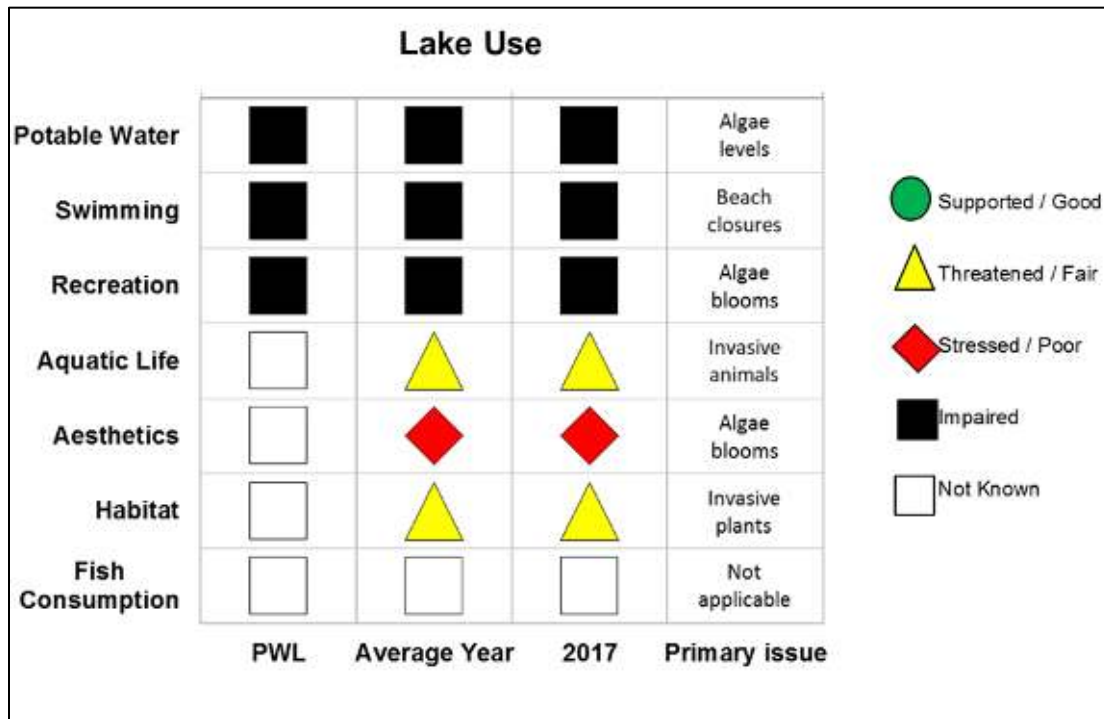 Lake Use
Potable Water
Algae
levels
Swimming
Beach
closures
Recreation
Algae
blooms
Aquatic Life
Invasive
animals
Aesthetics
Algae
blooms
Habitat
Invasive
plants
Fish
Consumption
Not
applicable
PWL Average Year 2017 Primary issue
Supported / Good
Threatened / Fair
Stressed / Poor
Impaired
Not Known